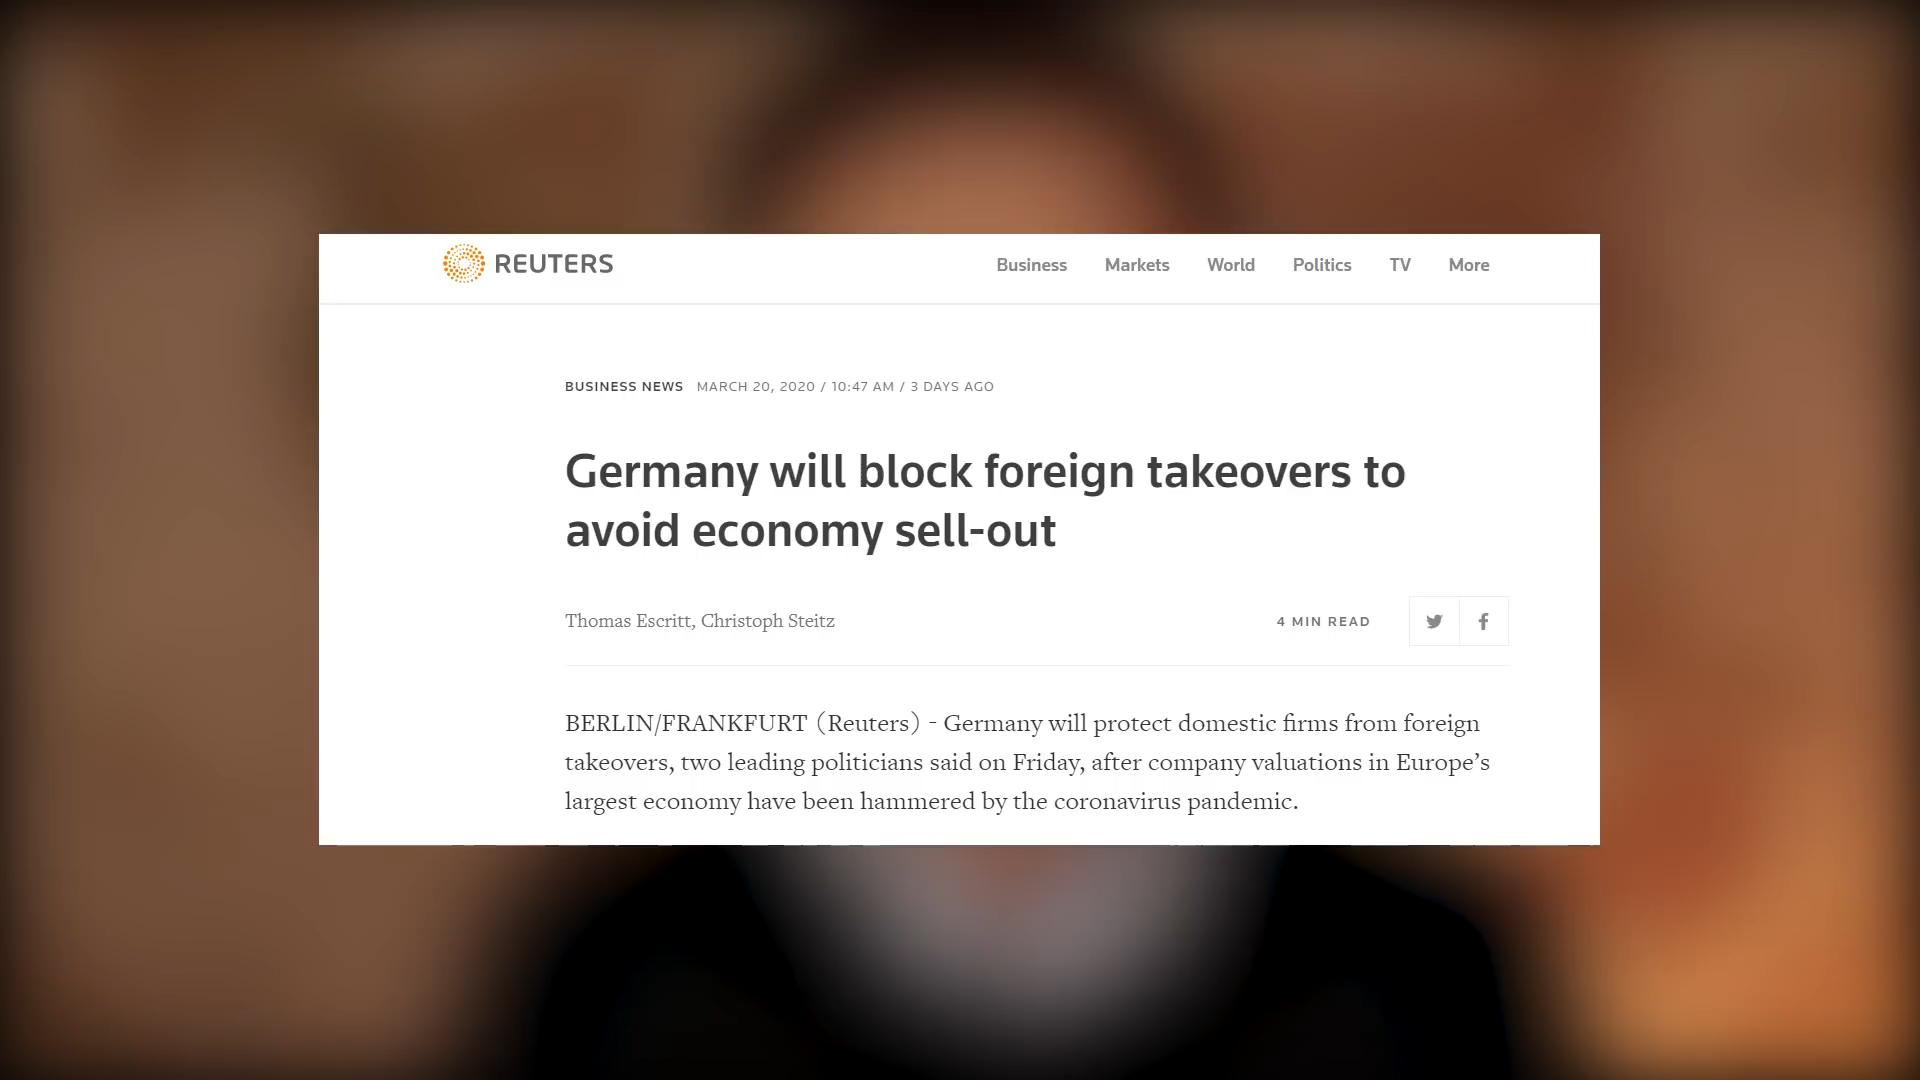 REUTERS
Business Markets World Politics TV More
BUSINESS NEWS MARCH 20, 2020 / 10:47 AM / 3 DAYS AGO
Germany will block foreign takeovers to
avoid economy sell-out
Thomas Escritt, Christoph Steitz
4 MIN READ
BERLIN/FRANKFURT (Reuters) - Germany will protect domestic firms from foreign
takeovers, two leading politicians said on Friday, after company valuations in Europe’s
largest economy have been hammered by the coronavirus pandemic.